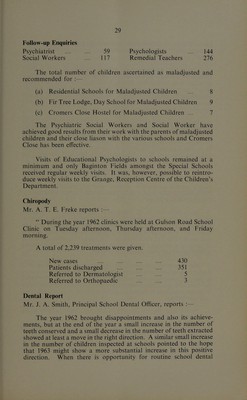 29
Follow-up Enquiries
Psychiatrist ... 59 Psychologists ... 144
Social Workers ... 117 Remedial Teachers ... 276
The total number of children ascertained as maladjusted and
recommended for :—
(a) Residential Schools for Maladjusted Children ... 8
(b) Fir Tree Lodge, Day School for Maladjusted Children 9
(c) Cromers Close Hostel for Maladjusted Children ... 7
The Psychiatric Social Workers and Social Worker have
achieved good results from their work with the parents of maladjusted
children and their close liason with the various schools and Cromers
Close has been effective.
Visits of Educational Psychologists to schools remained at a
minimum and only Baginton Fields amongst the Special Schools
received regular weekly visits. It was, however, possible to reintro-
duce weekly visits to the Grange, Reception Centre of the Children's
Department.
Chiropody
Mr. A. T. E. Freke reports :—
" During the year 1962 clinics were held at Gulson Road School
Clinic on Tuesday afternoon, Thursday afternoon, and Friday
morning.
A total of 2,239 treatments were given.
New cases ... 430
Patients discharged ... 351
Referred to Dermatologist ... 5
Referred to Orthopaedic ... 3
Dental Report
Mr. J. A. Smith, Principal School Dental Officer, reports :—
The year 1962 brought disappointments and also its achieve-
ments, but at the end of the year a small increase in the number of
teeth conserved and a small decrease in the number of teeth extracted
showed at least a move in the right direction. A similar small increase
in the number of children inspected at schools pointed to the hope
that 1963 might show a more substantial increase in this positive
direction. When there is opportunity for routine school dental